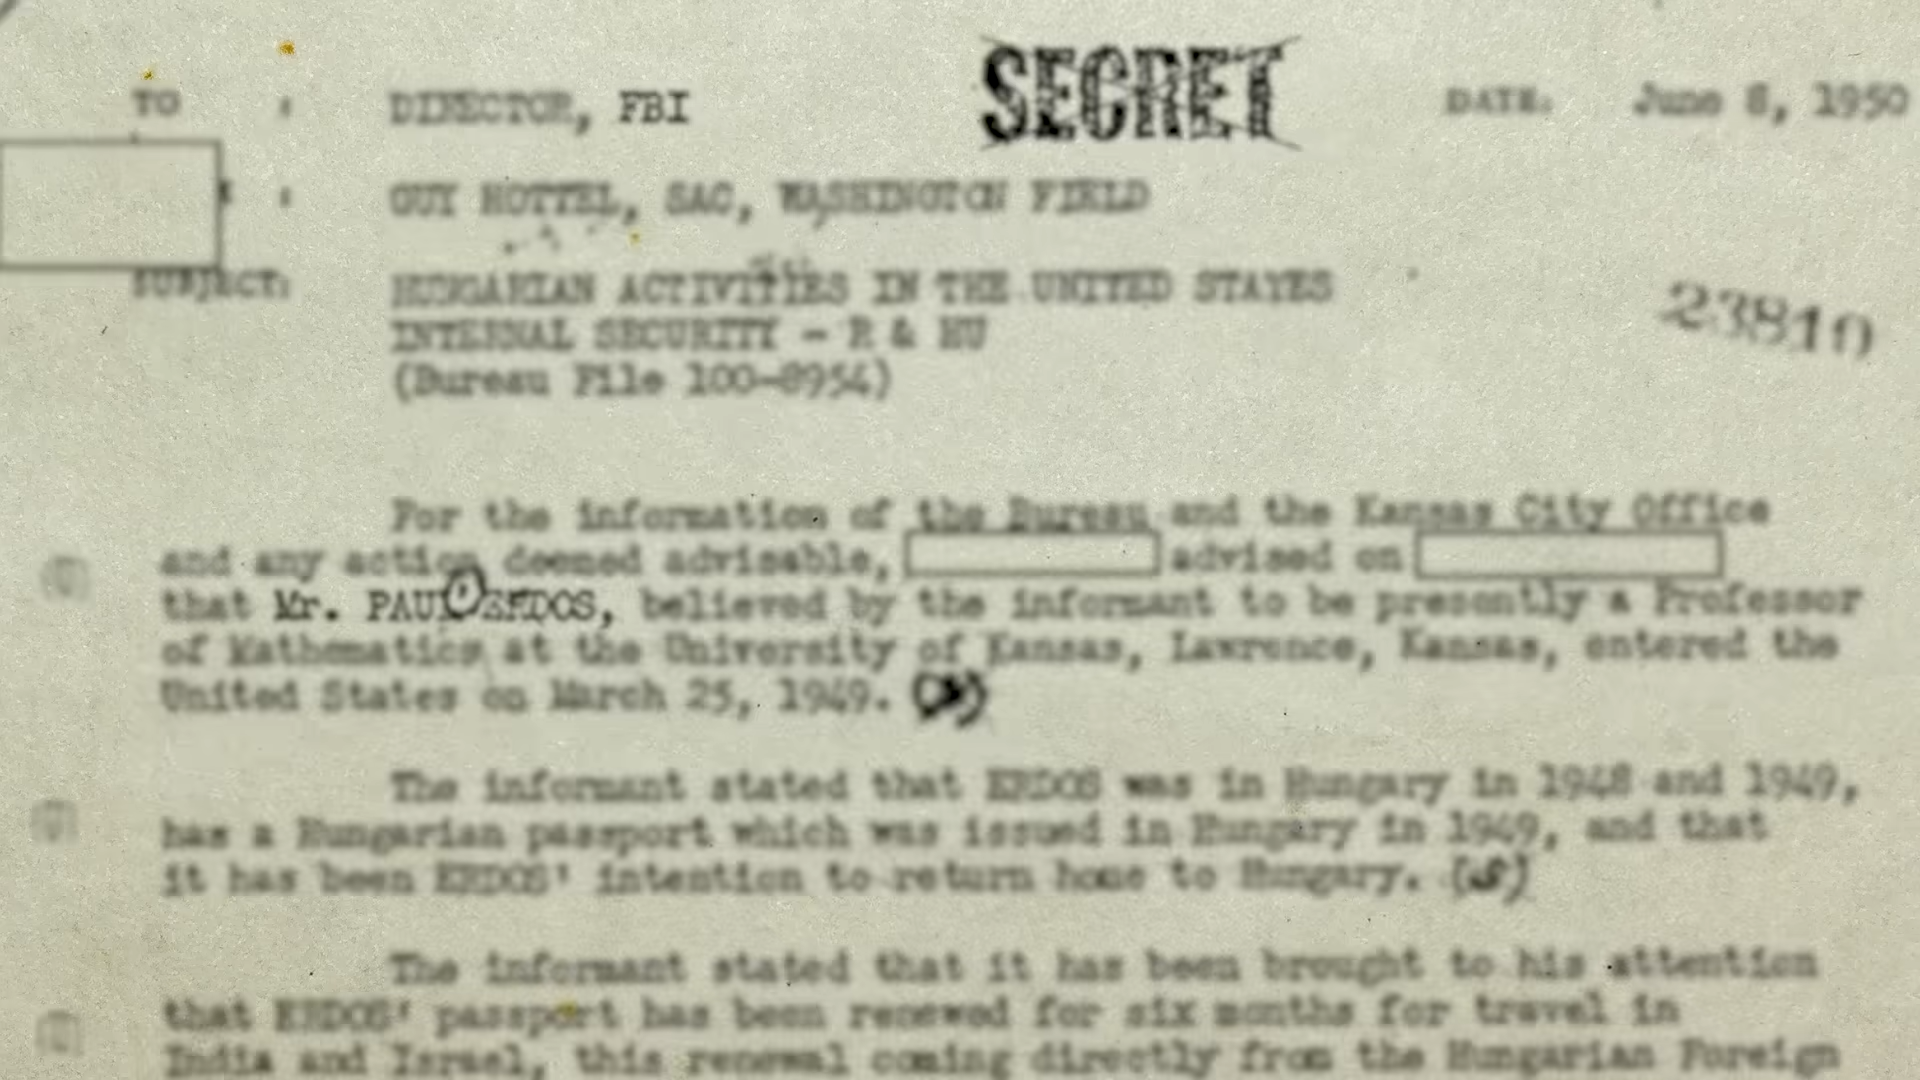 SECRET
TO : DIRECTOR, FBI DATE: June 8, 1950
: GUY HOTTEL, SAC, WASHINGTON FIELD
SUBJECT: HUNGARIAN ACTIVITIES IN THE UNITED STATES
INTERNAL SECURITY - R & HU
(Bureau File 100-8954)
23810
For the information of the Bureau and the Kansas City Office
and any action deemed advisable, advised on
that Mr. PAUL ERDOS, believed by the informant to be presently a Professor
of Mathematics at the University of Kansas, Lawrence, Kansas, entered the
United States on March 25, 1949.
The informant stated that ERDOS was in Hungary in 1948 and 1949,
has a Hungarian passport which was issued in Hungary in 1949, and that
it has been ERDOS' intention to return home to Hungary. (S)
The informant stated that it has been brought to his attention
that ERDOS' passport has been renewed for six months for travel in
India and Israel, this renewal coming directly from the Hungarian Foreign